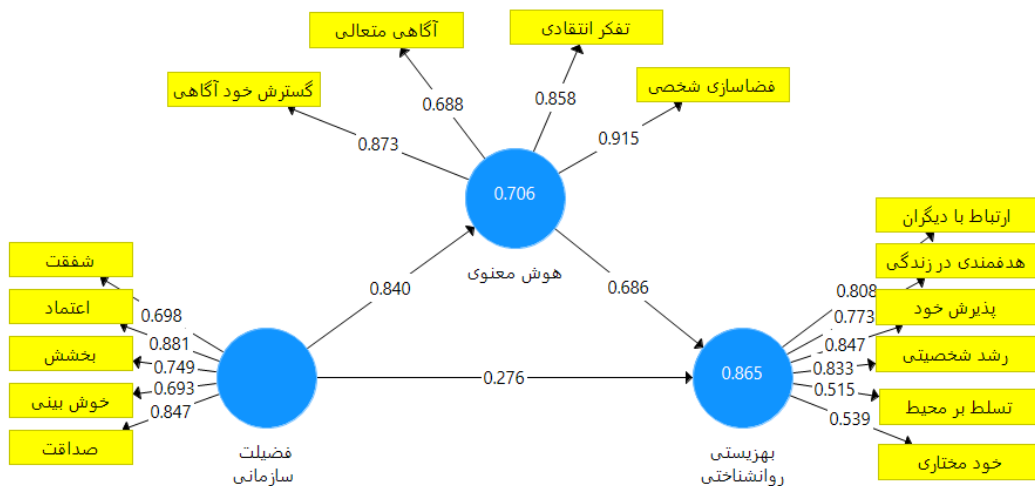 آگاهی متعالی
تفکر انتقادی
گسترش خود آگاهی
فضاسازی شخصی
0.688
0.858
0.873
0.915
0.706
هوش معنوی
0.840
0.686
0.276
شفقت
اعتماد
بخشش
خوش بینی
صداقت
0.698
0.881
0.749
0.693
0.847
فضیلت
سازمانی
ارتباط با دیگران
هدفمندی در زندگی
پذیرش خود
رشد شخصیتی
تسلط بر محیط
خود مختاری
0.808
0.773
0.847
0.833
0.515
0.539
0.865
بهزیستی
روانشناختی